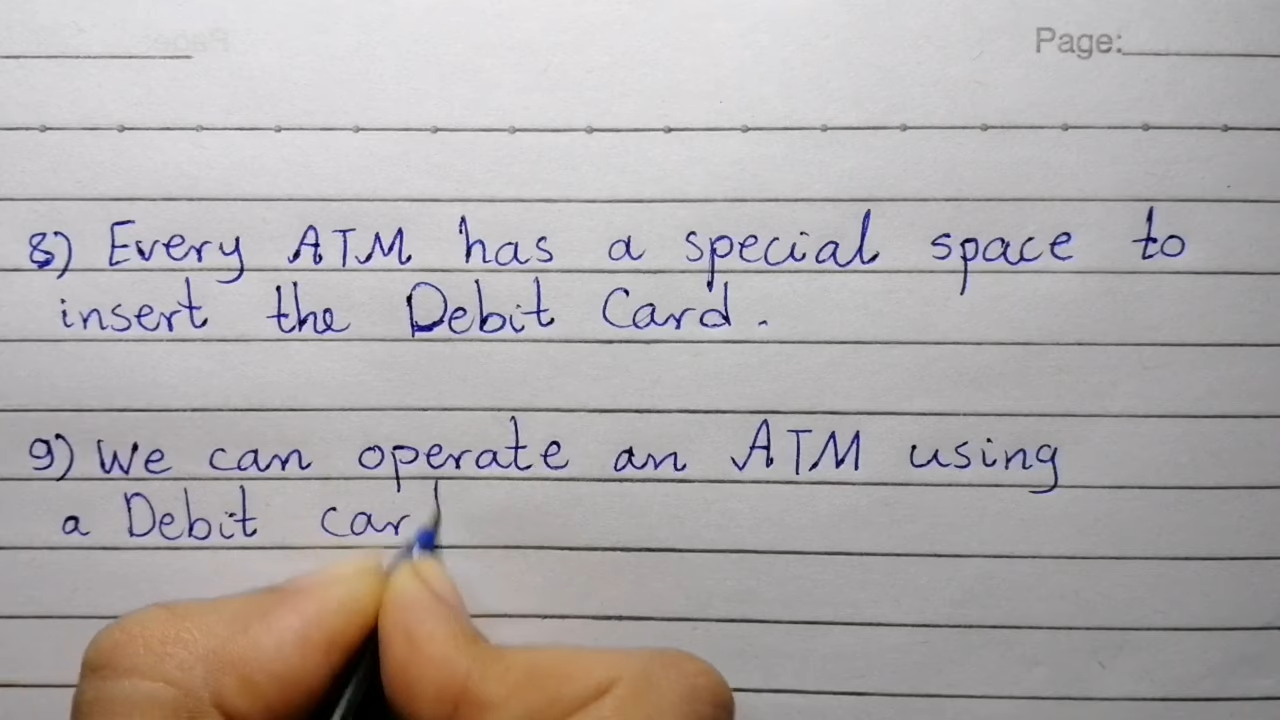 Page:
8) Every ATM has a special space to
insert the Debit Card.
9) We can operate an ATM using
a Debit car